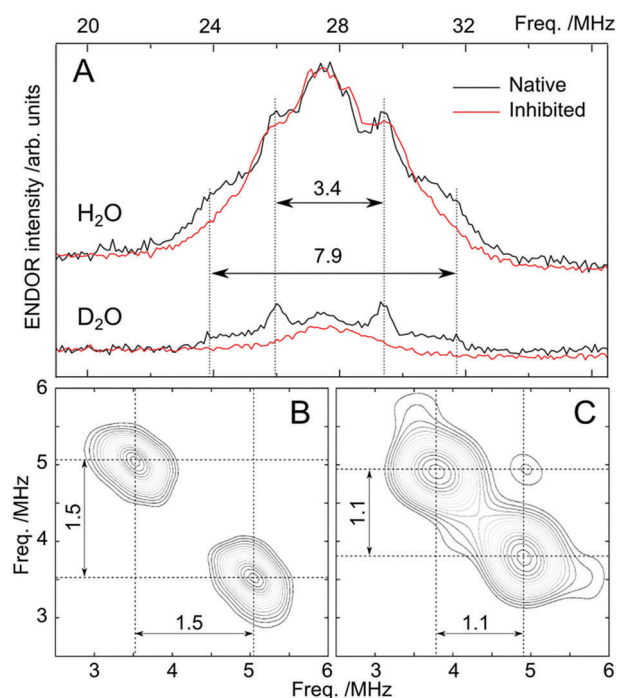 20 24 28 32 Freq. /MHz
A
Native
Inhibited
ENDOR intensity /arb. units
H₂O
3.4
7.9
D₂O
6
5
4
3
Freq. /MHz
B
1.5
1.5
C
1.1
1.1
3 4 5 6 3 4 5 6
Freq. /MHz